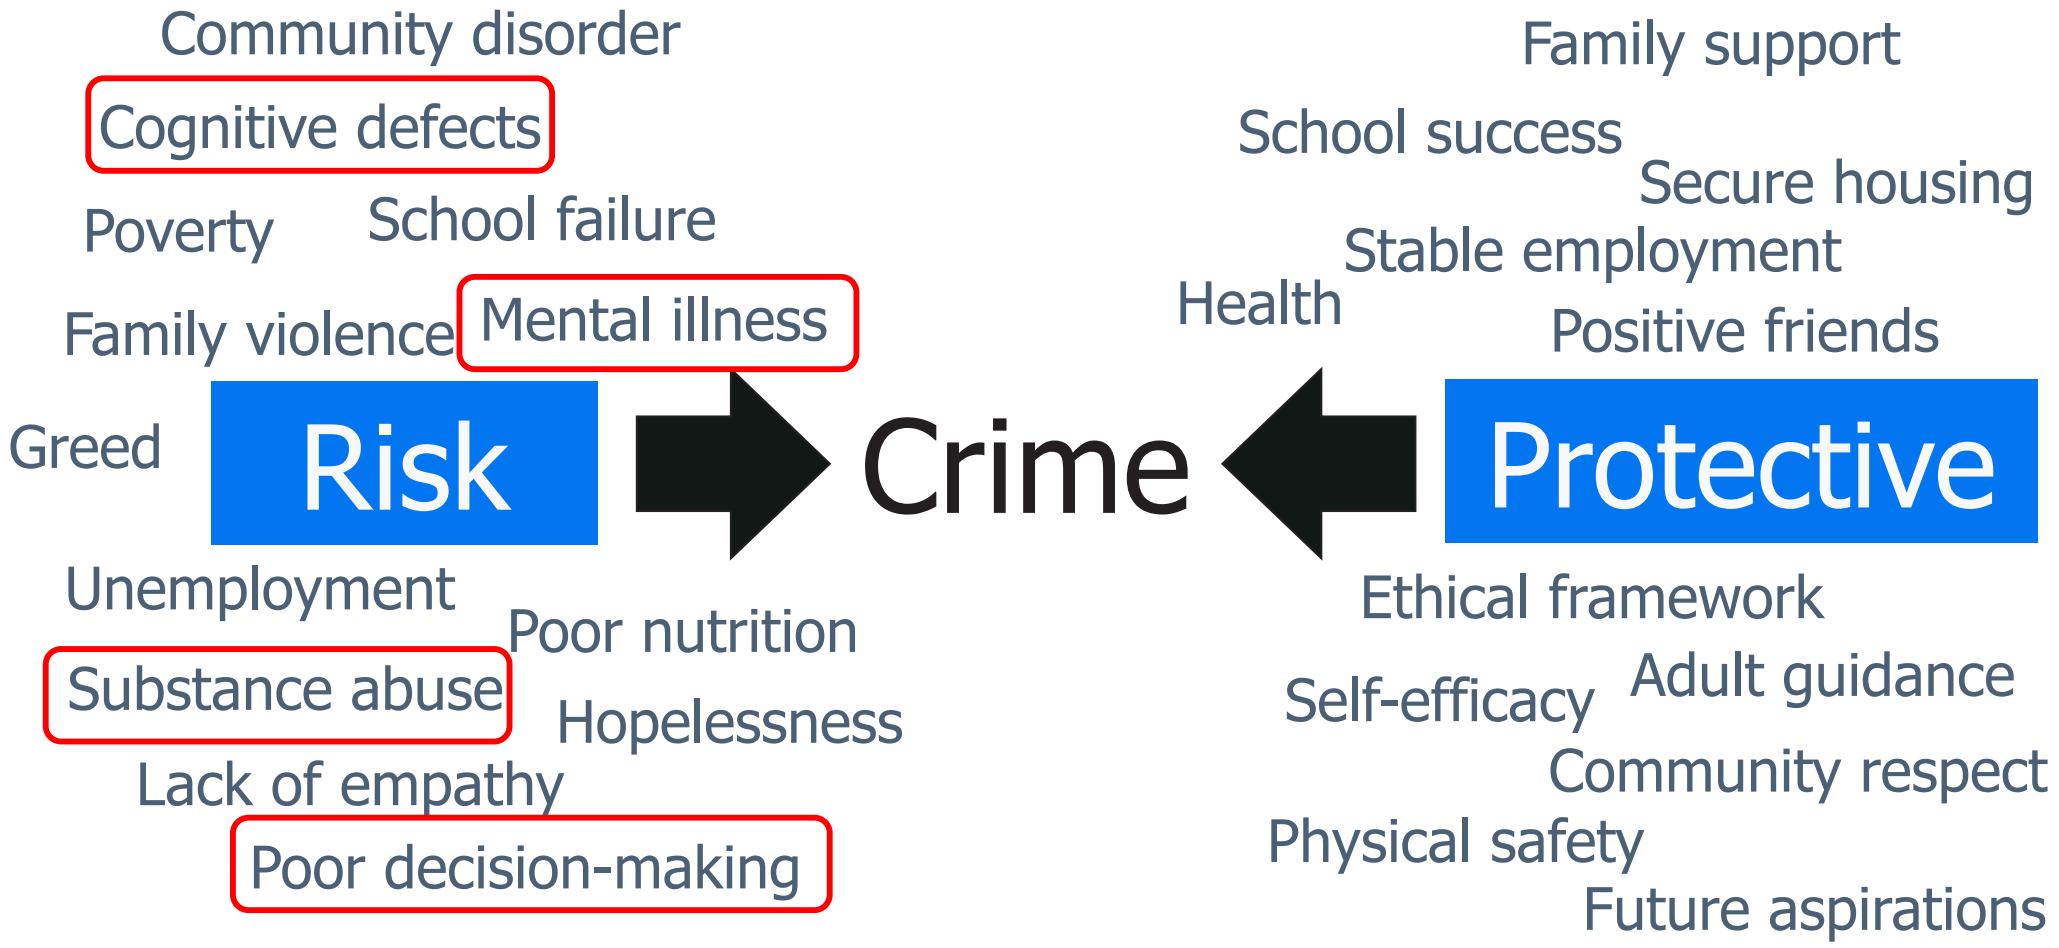 Community disorder
Cognitive defects
Poverty
School failure
Family violence
Mental illness
Greed
Risk
Unemployment
Poor nutrition
Substance abuse
Hopelessness
Lack of empathy
Poor decision-making
Crime
Family support
School success
Secure housing
Stable employment
Health
Positive friends
Protective
Ethical framework
Adult guidance
Self-efficacy
Community respect
Physical safety
Future aspirations